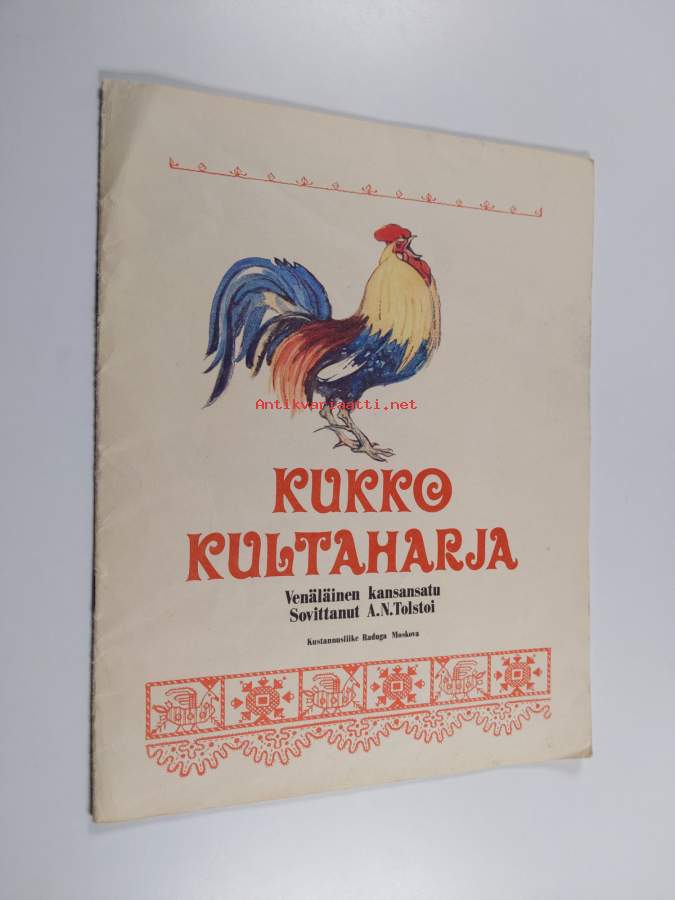 Antikvariaatti.net
KUKKO
KULTAHARJA
Venäläinen kansansatu
Sovittanut A.N.Tolstoi
Kustannusliike Raduga Moskova